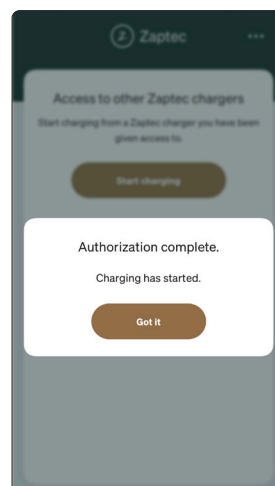 Zaptec
Access to other Zaptec chargers
Start charging from a Zaptec charger you have been
given access to.
Start charging
Authorization complete.
Charging has started.
Got it